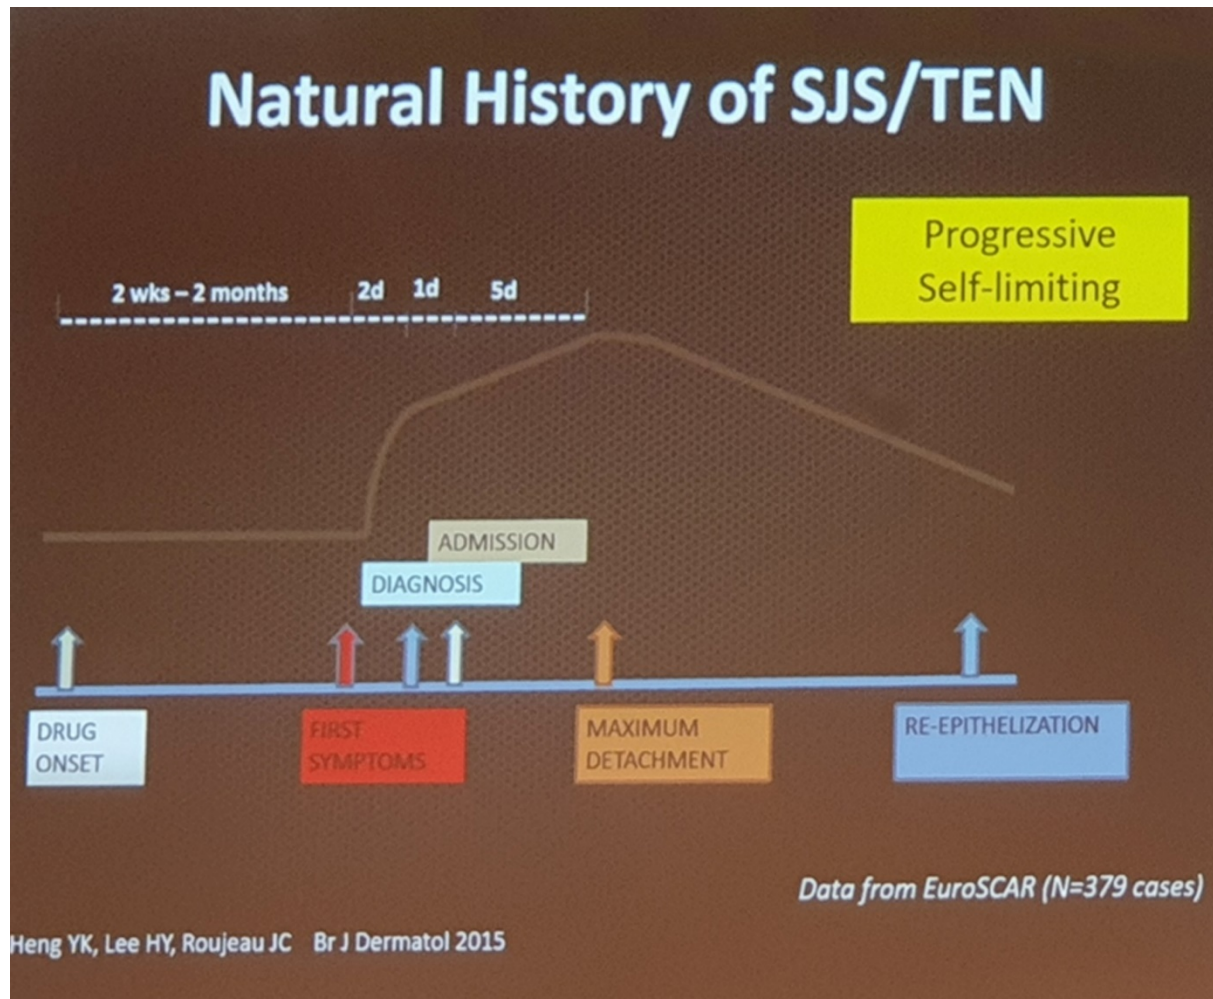 Natural History of SJS/TEN
Progressive
Self-limiting
2 wks – 2 months 2d 1d 5d
ADMISSION
DIAGNOSIS
DRUG
ONSET
FIRST
SYMPTOMS
MAXIMUM
DETACHMENT
RE-EPITHELIZATION
Data from EuroSCAR (N=379 cases)
Heng YK, Lee HY, Roujeau JC Br J Dermatol 2015